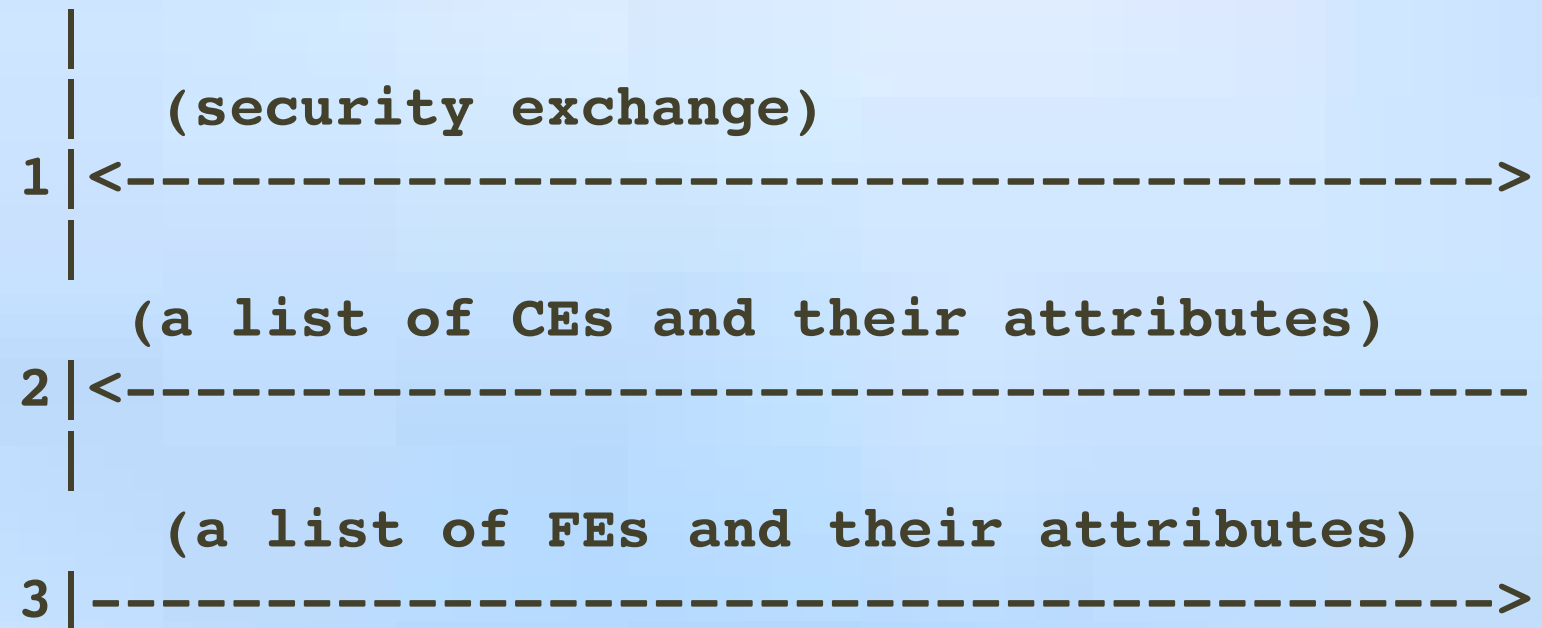 |
| (security exchange)
1|<--------------------------------------->
|
(a list of CEs and their attributes)
2|<----------------------------------------
|
(a list of FEs and their attributes)
3|---------------------------------------->